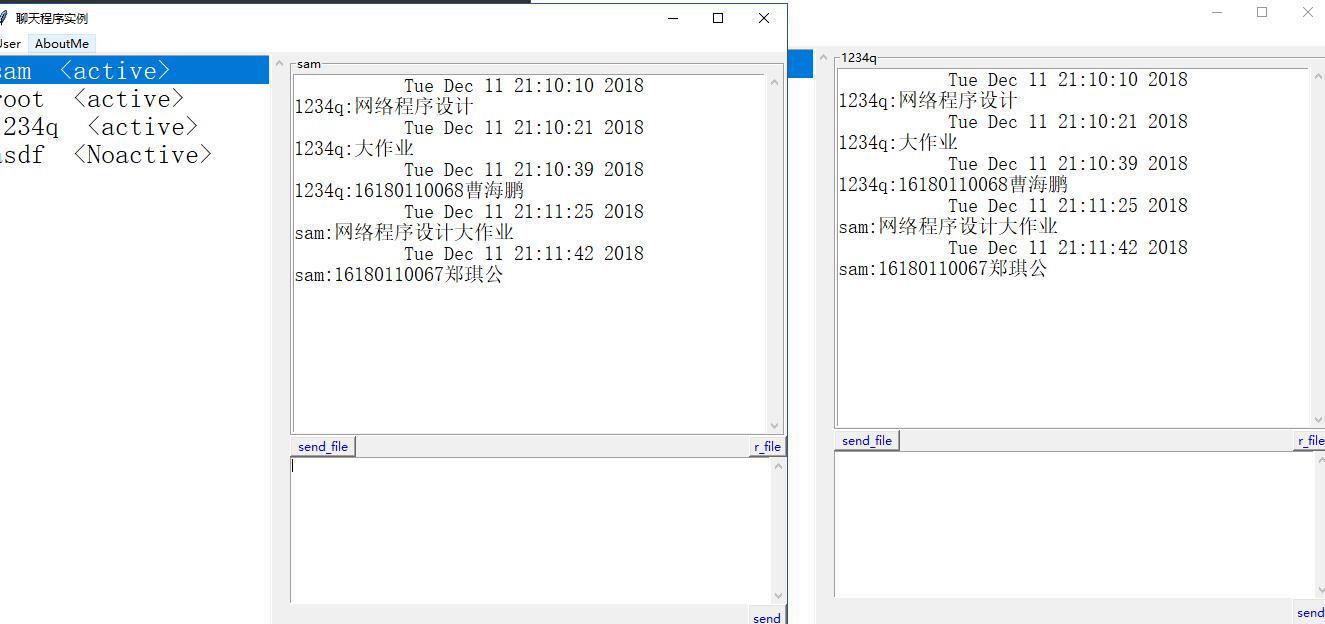 聊天程序实例
User AboutMe
sam <active>
root <active>
1234q <active>
asdf <Noactive>
sam
Tue Dec 11 21:10:10 2018
1234q:网络程序设计
Tue Dec 11 21:10:21 2018
1234q:大作业
Tue Dec 11 21:10:39 2018
1234q:16180110068曹海鹏
Tue Dec 11 21:11:25 2018
sam:网络程序设计大作业
Tue Dec 11 21:11:42 2018
sam:16180110067郑琪公
send_file r_file
send
1234q
Tue Dec 11 21:10:10 2018
1234q:网络程序设计
Tue Dec 11 21:10:21 2018
1234q:大作业
Tue Dec 11 21:10:39 2018
1234q:16180110068曹海鹏
Tue Dec 11 21:11:25 2018
sam:网络程序设计大作业
Tue Dec 11 21:11:42 2018
sam:16180110067郑琪公
send_file r_file
send